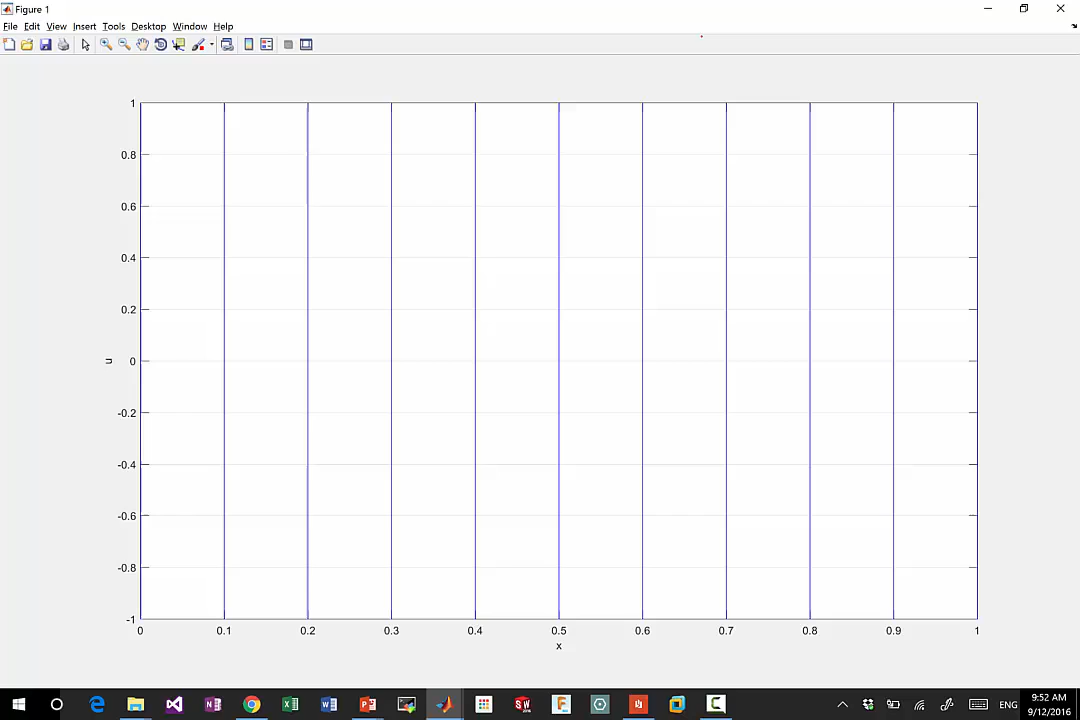 Figure 1
File Edit View Insert Tools Desktop Window Help
1
0.8
0.6
0.4
0.2
u
0
-0.2
-0.4
-0.6
-0.8
-1
0 0.1 0.2 0.3 0.4 0.5 0.6 0.7 0.8 0.9 1
x
ENG
9:52 AM
9/12/2016